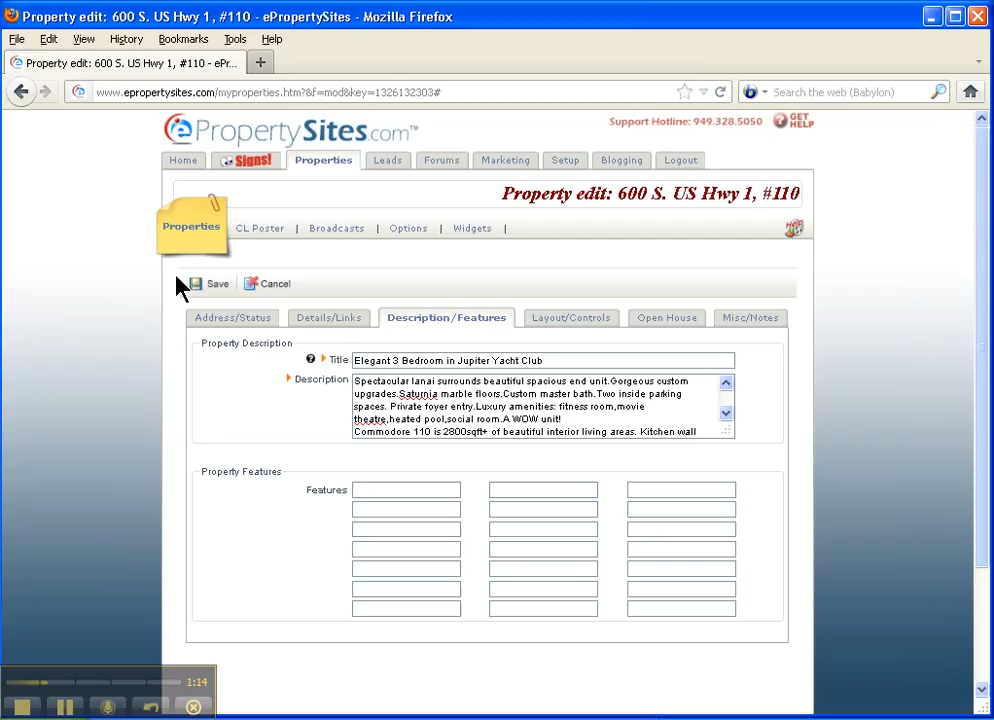 Property edit: 600 S. US Hwy 1, #110 - ePropertySites - Mozilla Firefox
File Edit View History Bookmarks Tools Help
Property edit: 600 S. US Hwy 1, #110 - ePr... +
www.epropertysites.com/myproperties.htm?&f=mod&key=1326132303# Search the web (Babylon)
ePropertySites.com™ Support Hotline: 949.328.5050 GET HELP
Home Signs! Properties Leads Forums Marketing Setup Blogging Logout
Property edit: 600 S. US Hwy 1, #110
Properties CL Poster | Broadcasts | Options | Widgets | HELP
Save Cancel
Address/Status Details/Links Description/Features Layout/Controls Open House Misc/Notes
Property Description
Title Elegant 3 Bedroom in Jupiter Yacht Club
Description Spectacular lanai surrounds beautiful spacious end unit.Gorgeous custom
upgrades.Saturnia marble floors.Custom master bath.Two inside parking
spaces. Private foyer entry.Luxury amenities: fitness room,movie
theatre,heated pool,social room.A WOW unit!
Commodore 110 is 2800sqft+ of beautiful interior living areas. Kitchen wall
Property Features
Features
1:14